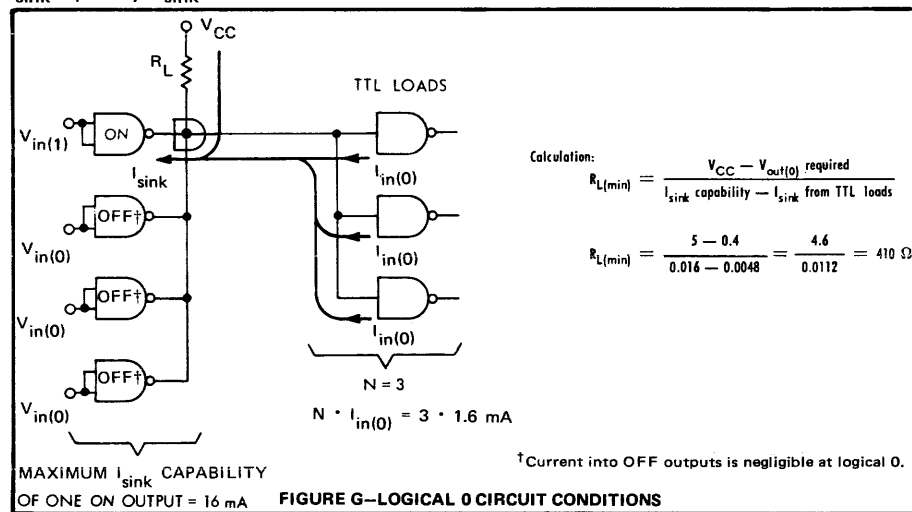 V_CC
R_L
TTL LOADS
V_in(1)
ON
I_sink
I_in(0)
OFF†
V_in(0)
I_in(0)
OFF†
V_in(0)
I_in(0)
OFF†
V_in(0)
N = 3
N · I_in(0) = 3 · 1.6 mA
MAXIMUM I_sink CAPABILITY
OF ONE ON OUTPUT = 16 mA
Calculation:
R_L(min) = V_CC — V_out(0) required / I_sink capability — I_sink from TTL loads
R_L(min) = 5 — 0.4 / 0.016 — 0.0048 = 4.6 / 0.0112 = 410 Ω
†Current into OFF outputs is negligible at logical 0.
FIGURE G—LOGICAL 0 CIRCUIT CONDITIONS